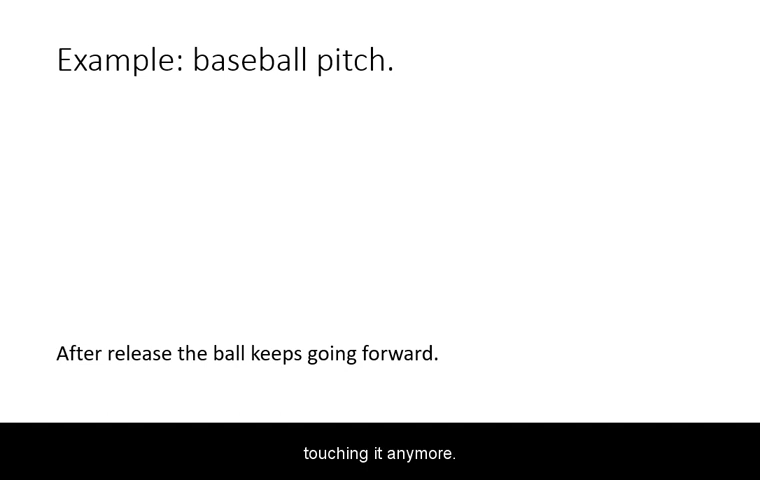 Example: baseball pitch.
After release the ball keeps going forward.
touching it anymore.